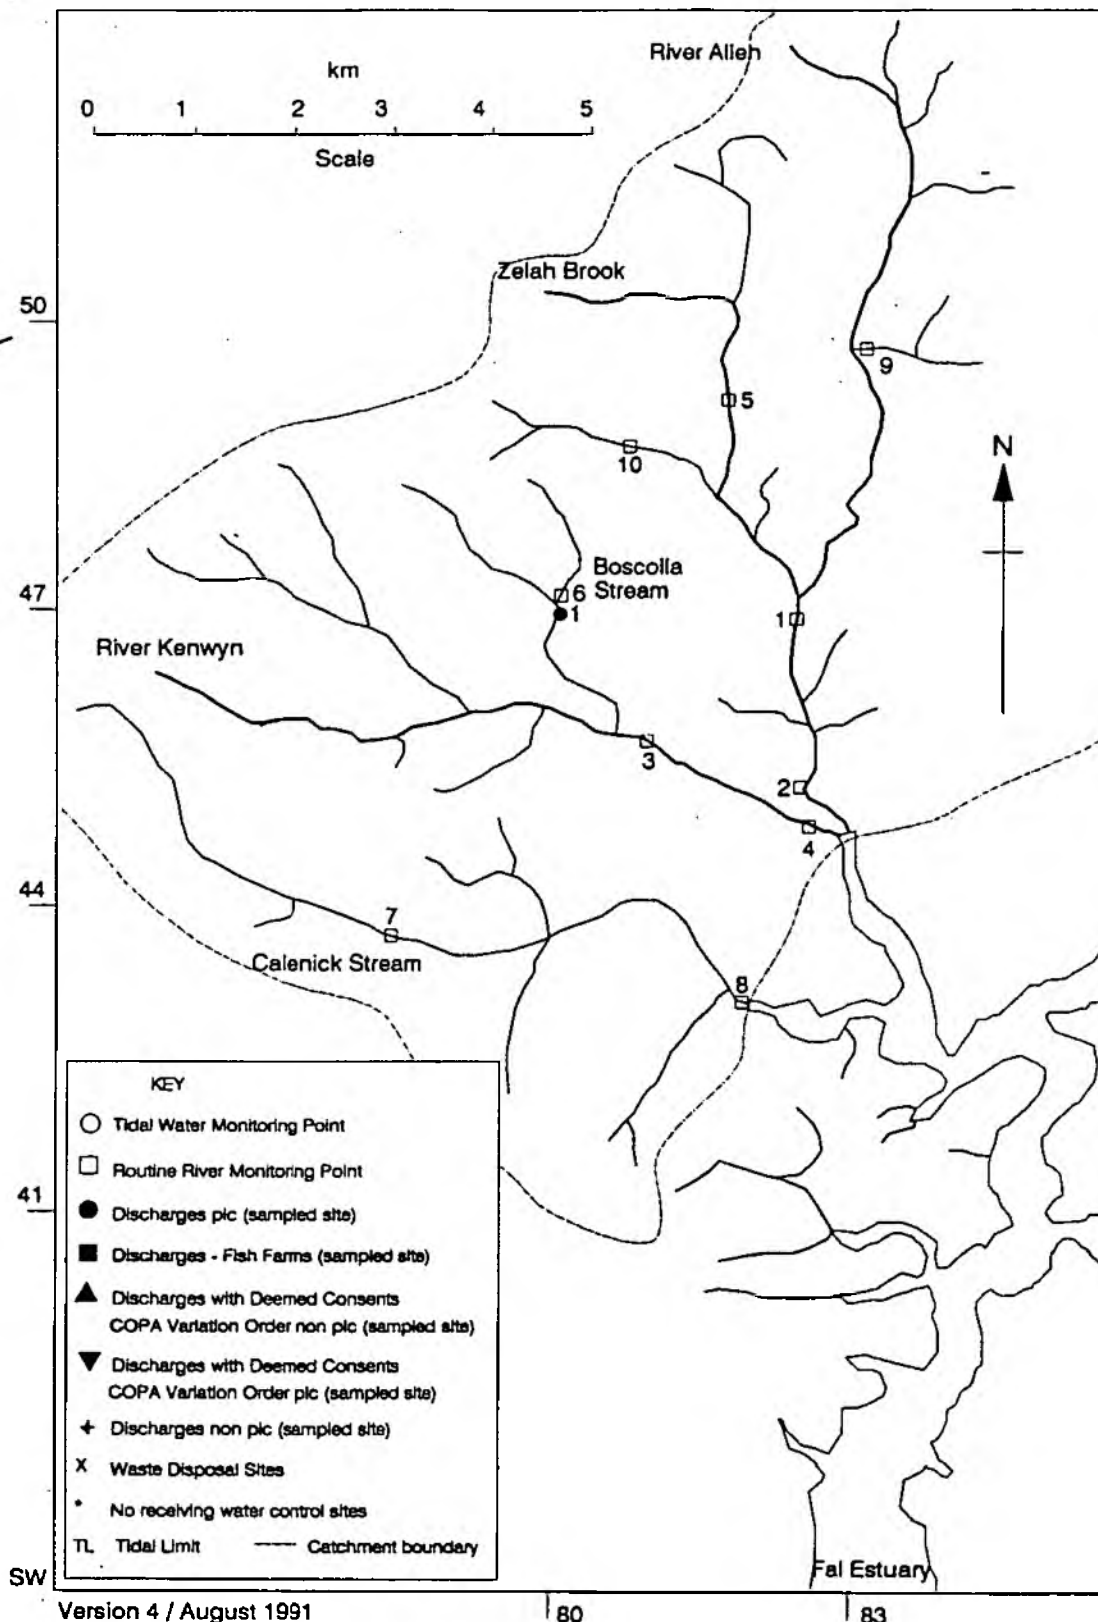 River Allen
km
0 1 2 3 4 5
Scale
Zelah Brook
50
9
5
N
10
Boscolla
Stream
6
1
47
1
River Kenwyn
3
2
4
44
7
Calenick Stream
8
KEY
Tidal Water Monitoring Point
Routine River Monitoring Point
41
Discharges plc (sampled site)
Discharges - Fish Farms (sampled site)
Discharges with Deemed Consents
COPA Variation Order non plc (sampled site)
Discharges with Deemed Consents
COPA Variation Order plc (sampled site)
+ Discharges non plc (sampled site)
X Waste Disposal Sites
* No receiving water control sites
TL Tidal Limit Catchment boundary
Fal Estuary
SW
Version 4 / August 1991
80
83